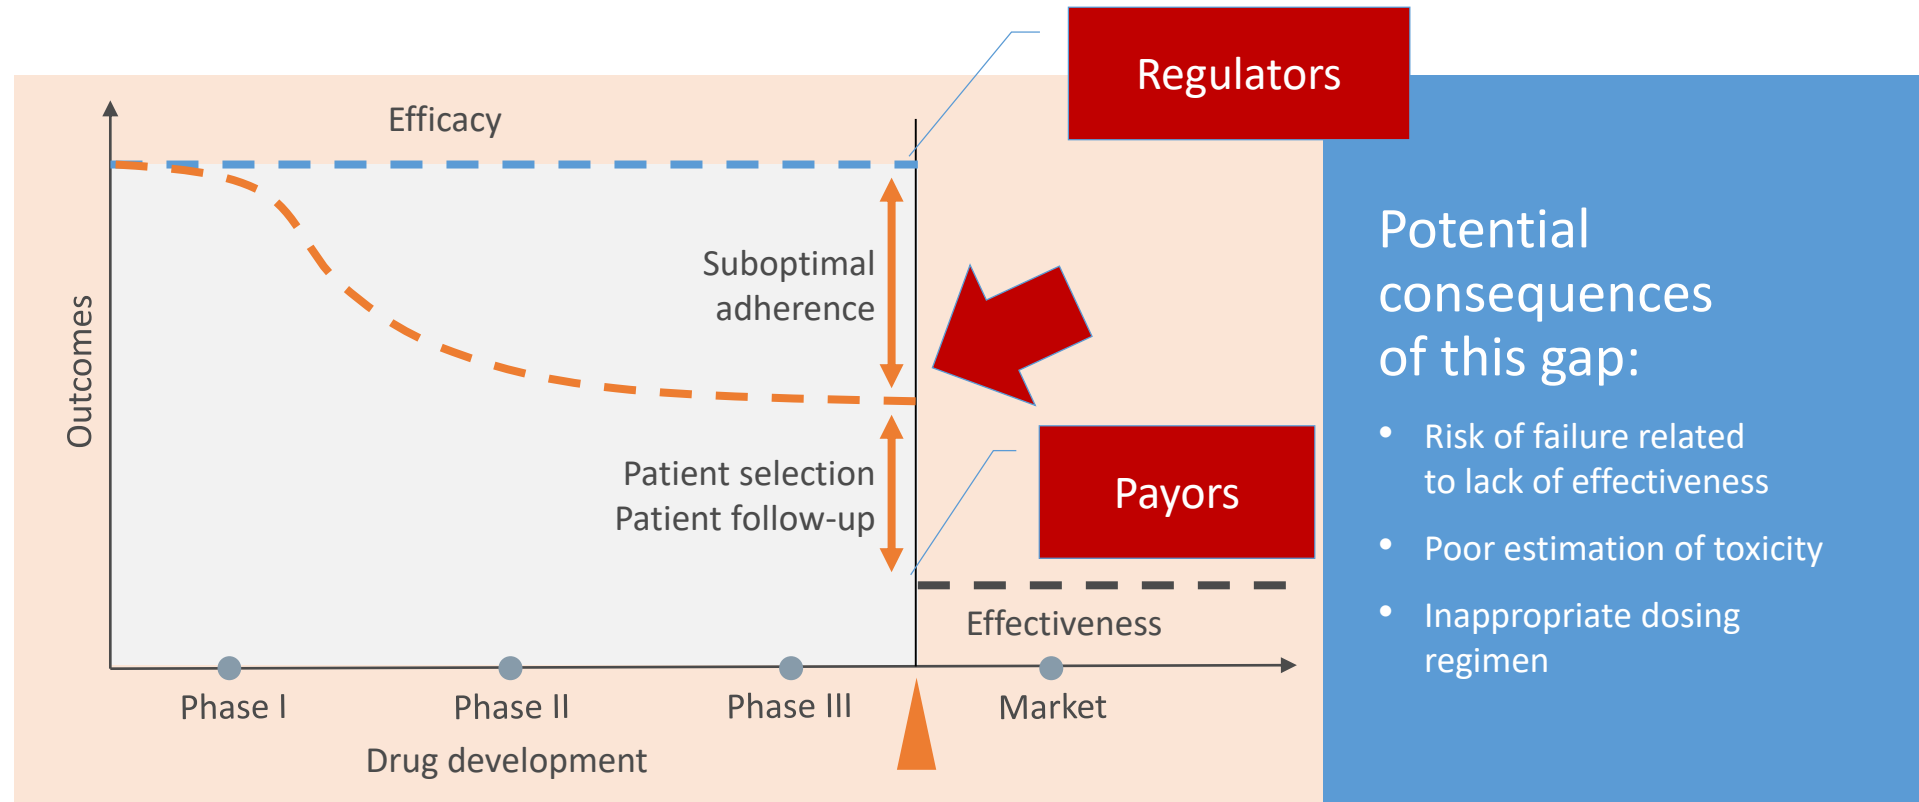 Regulators
Efficacy
Suboptimal
adherence
Outcomes
Patient selection
Patient follow-up
Payors
Effectiveness
Phase I
Phase II
Phase III
Market
Drug development
Potential
consequences
of this gap:
• Risk of failure related
to lack of effectiveness
• Poor estimation of toxicity
• Inappropriate dosing
regimen